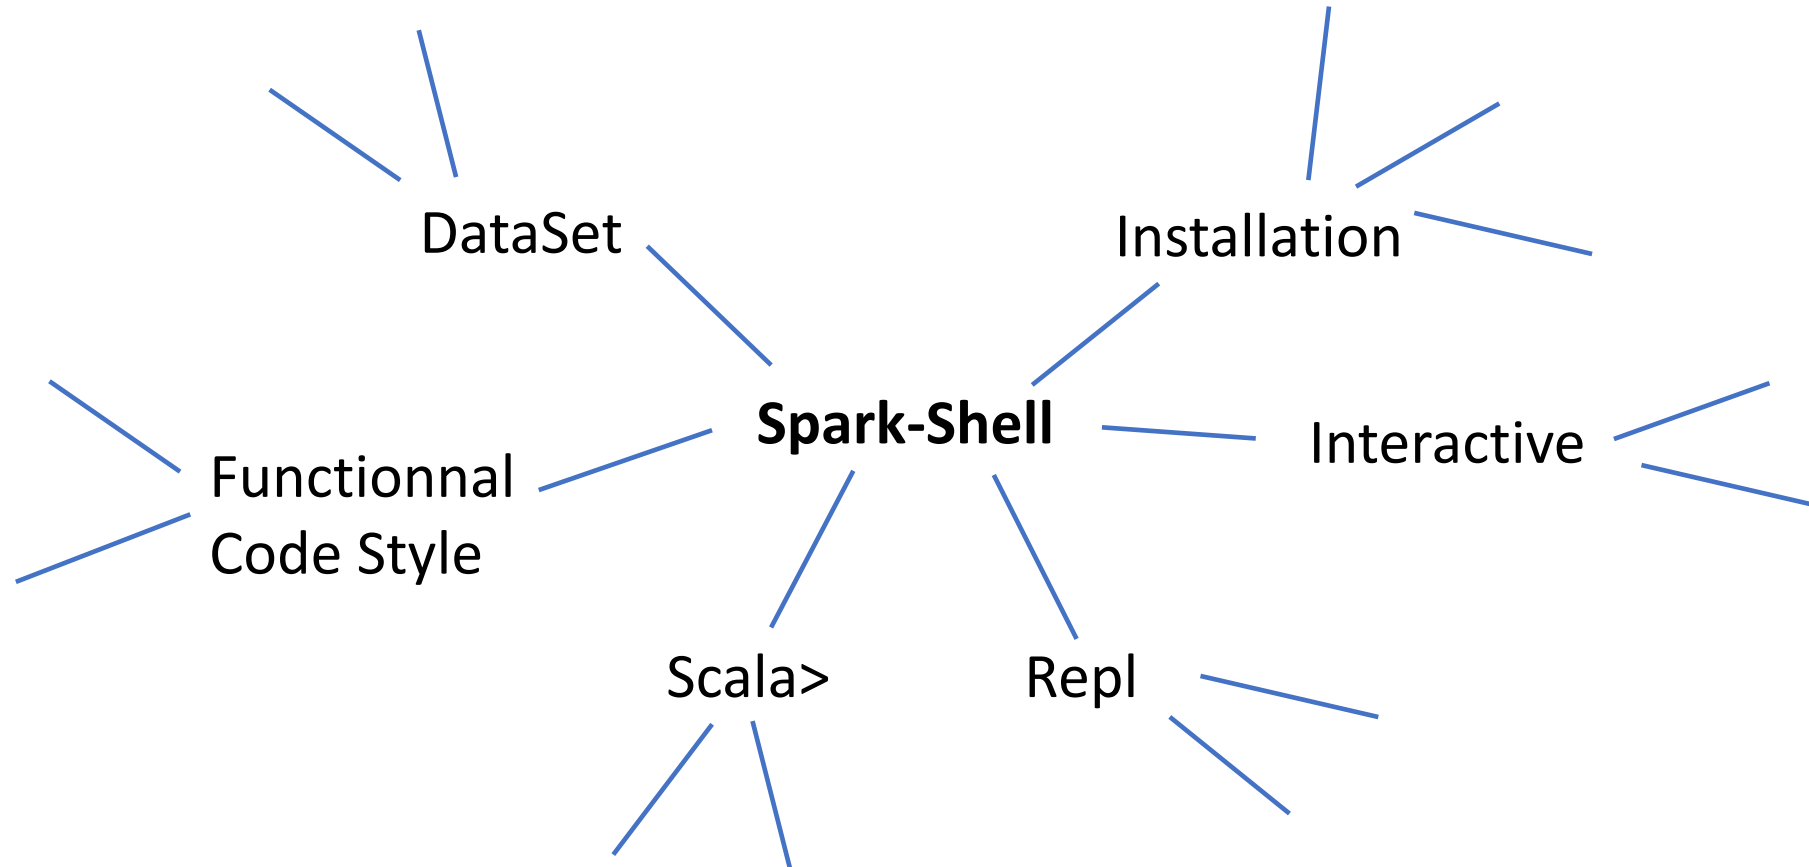 DataSet
Installation
Spark-Shell
Interactive
Functionnal
Code Style
Scala>
Repl